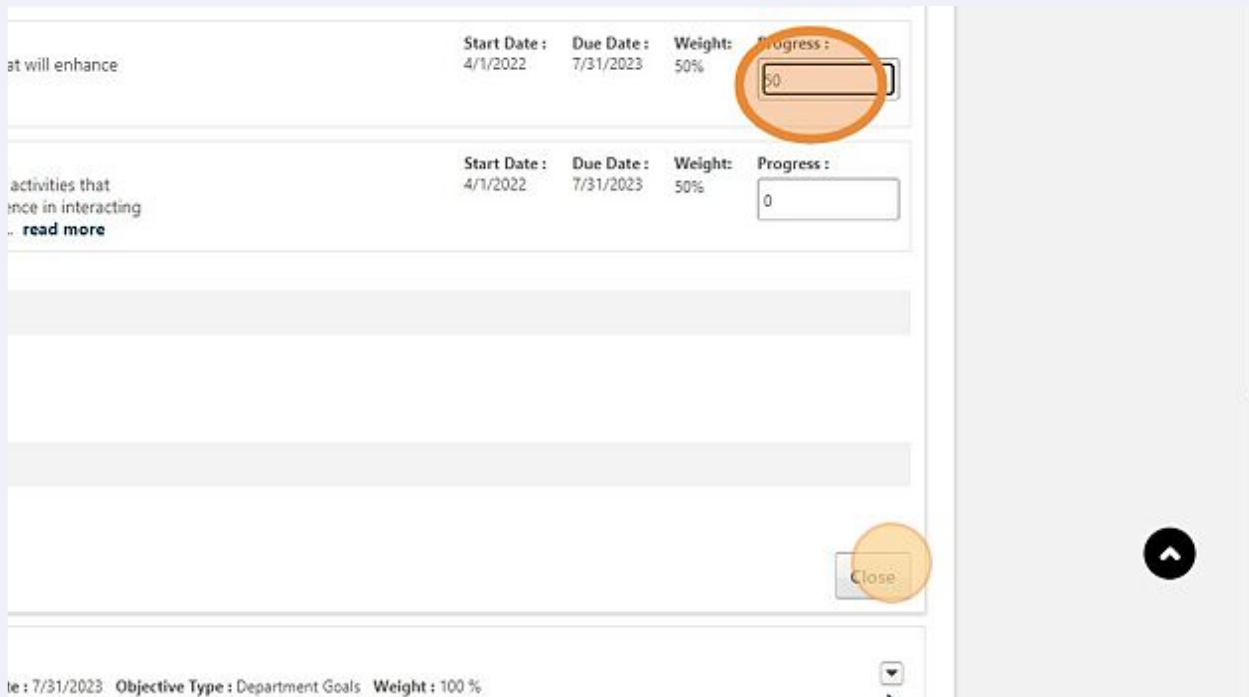 Start Date : Due Date : Weight: Progress :
at will enhance 4/1/2022 7/31/2023 50%
50
Start Date : Due Date : Weight: Progress :
activities that 4/1/2022 7/31/2023 50%
ence in interacting 0
.. read more
Close
te : 7/31/2023 Objective Type : Department Goals Weight : 100 %